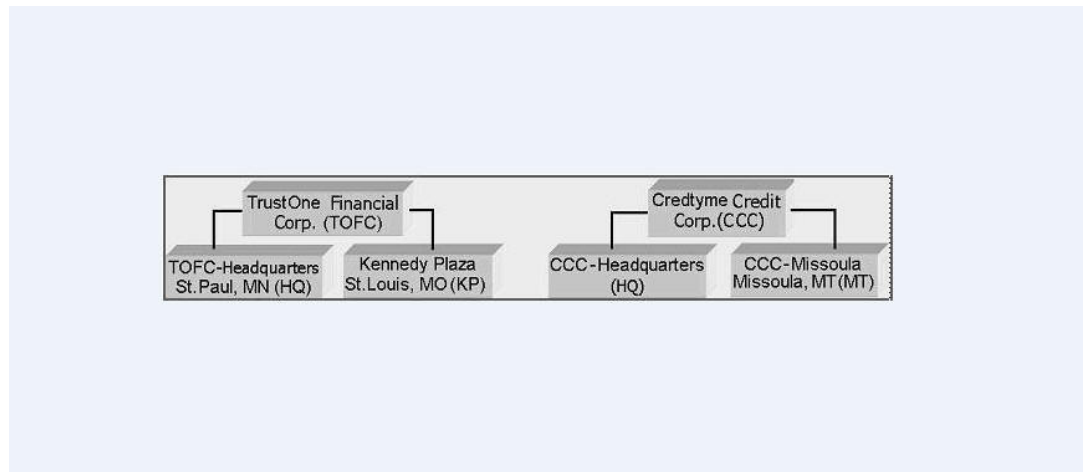 TrustOne Financial
Corp. (TOFC)
TOFC-Headquarters
St.Paul, MN (HQ)
Kennedy Plaza
St.Louis, MO (KP)
Credtyme Credit
Corp.(CCC)
CCC-Headquarters
(HQ)
CCC-Missoula
Missoula, MT(MT)